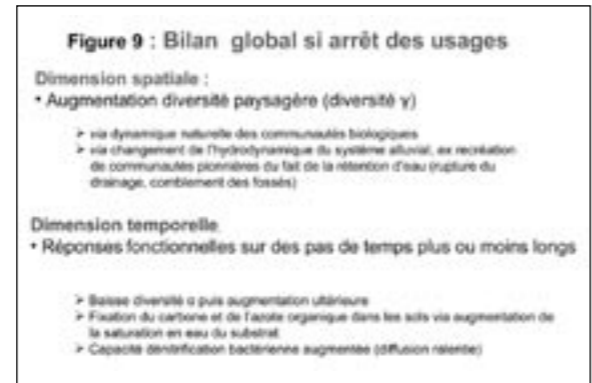 Figure 9 : Bilan global si arrêt des usages
Dimension spatiale :
• Augmentation diversité paysagère (diversité γ)
➢ via dynamique naturelle des communautés biologiques
➢ via changement de l'hydrodynamique du système alluvial, ex recréation
de communautés pionnières du fait de la rétention d'eau (rupture du
drainage, comblement des fossés)
Dimension temporelle
• Réponses fonctionnelles sur des pas de temps plus ou moins longs
➢ Baisse diversité α puis augmentation ultérieure
➢ Fixation du carbone et de l'azote organique dans les sols via augmentation de
la saturation en eau du substrat
➢ Capacité dénitrification bactérienne augmentée (diffusion ralentie)